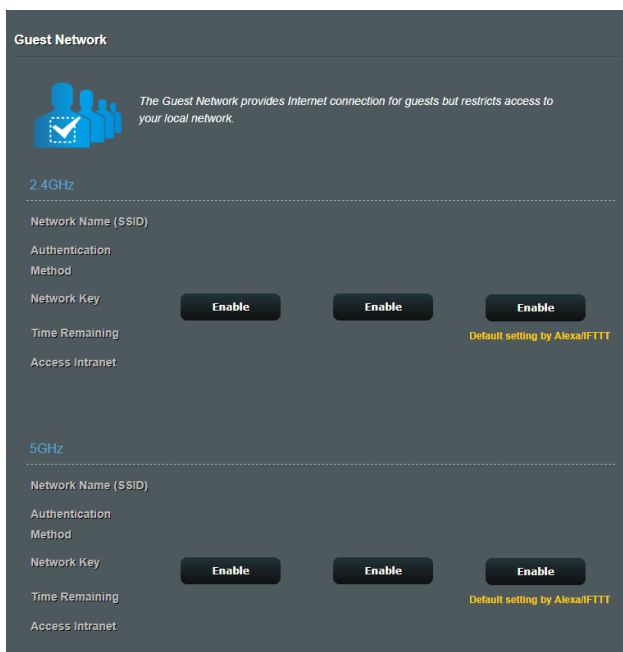 Guest Network
The Guest Network provides Internet connection for guests but restricts access to
your local network.
2.4GHz
Network Name (SSID)
Authentication
Method
Network Key
Enable Enable Enable
Time Remaining
Default setting by Alexa/IFTTT
Access Intranet
5GHz
Network Name (SSID)
Authentication
Method
Network Key
Enable Enable Enable
Time Remaining
Default setting by Alexa/IFTTT
Access Intranet